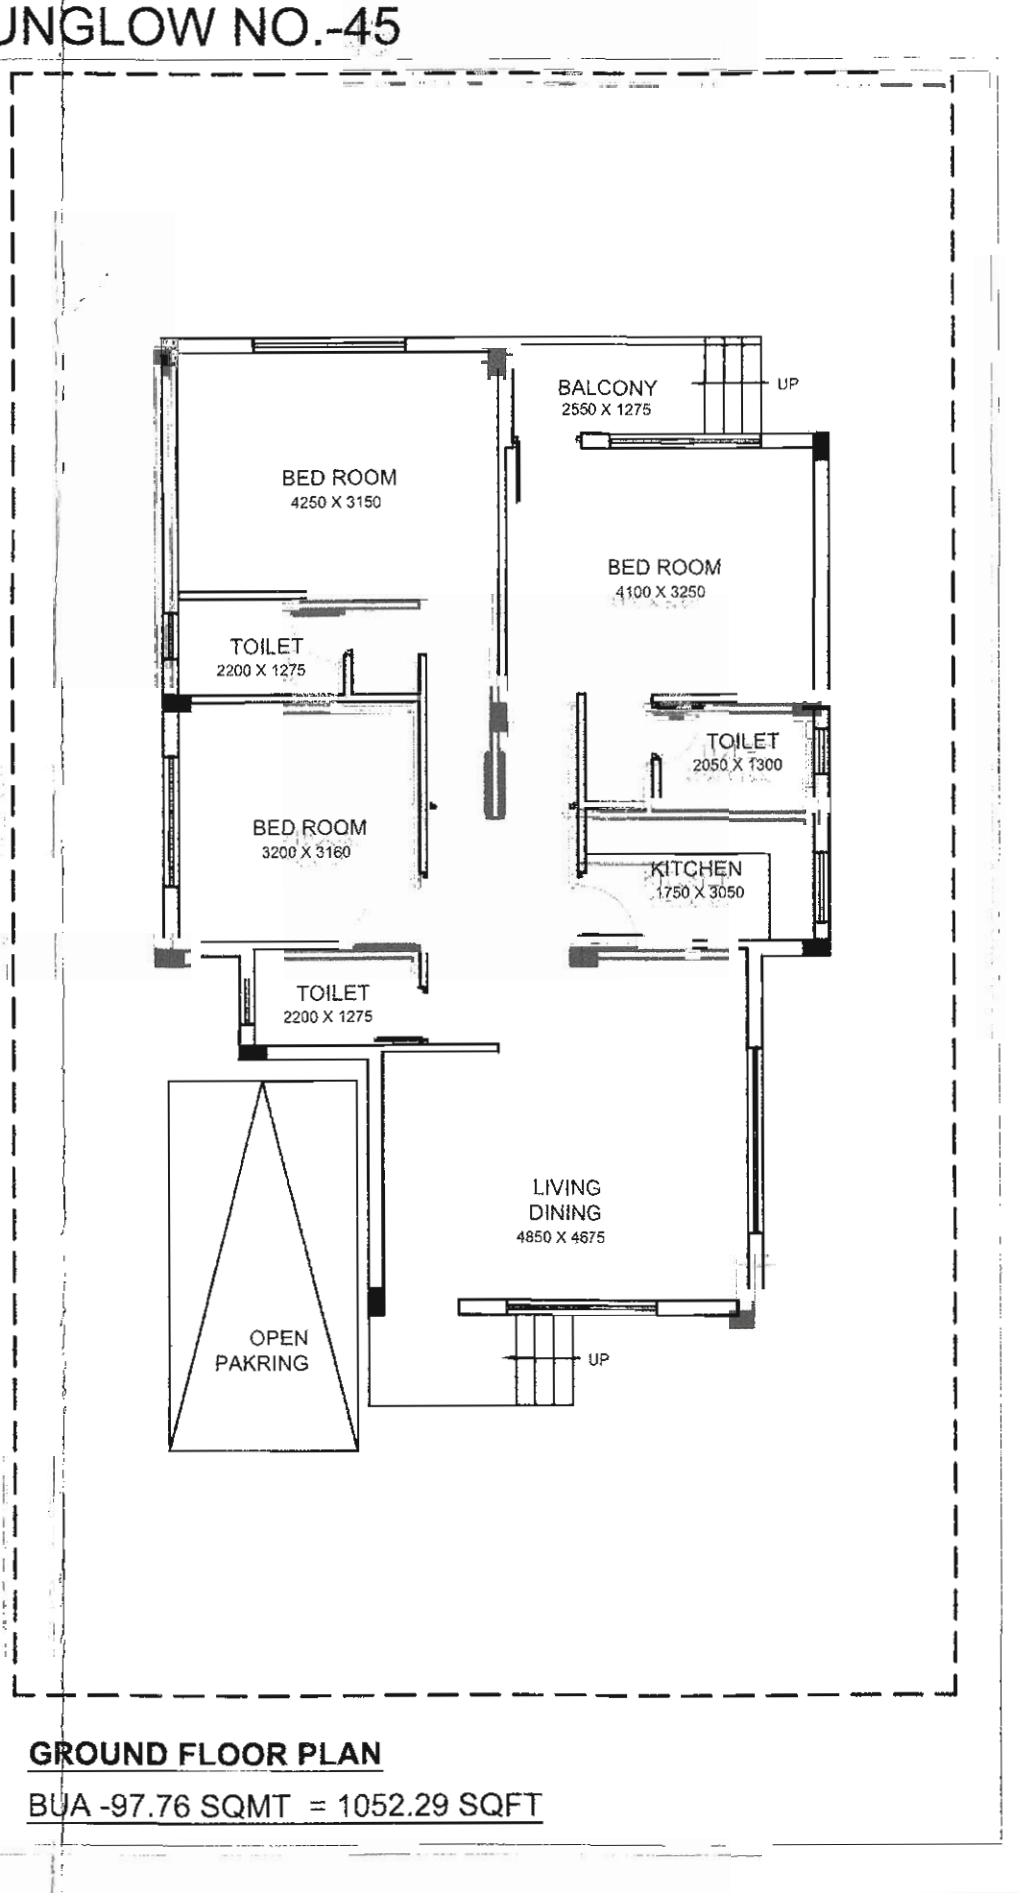 UNGLOW NO.-45
BALCONY
2550 X 1275
UP
BED ROOM
4250 X 3150
BED ROOM
4100 X 3250
TOILET
2200 X 1275
TOILET
2050 X 1300
BED ROOM
3200 X 3160
KITCHEN
1750 X 3050
TOILET
2200 X 1275
LIVING
DINING
4850 X 4675
OPEN
PAKRING
UP
GROUND FLOOR PLAN
BUA -97.76 SQMT = 1052.29 SQFT